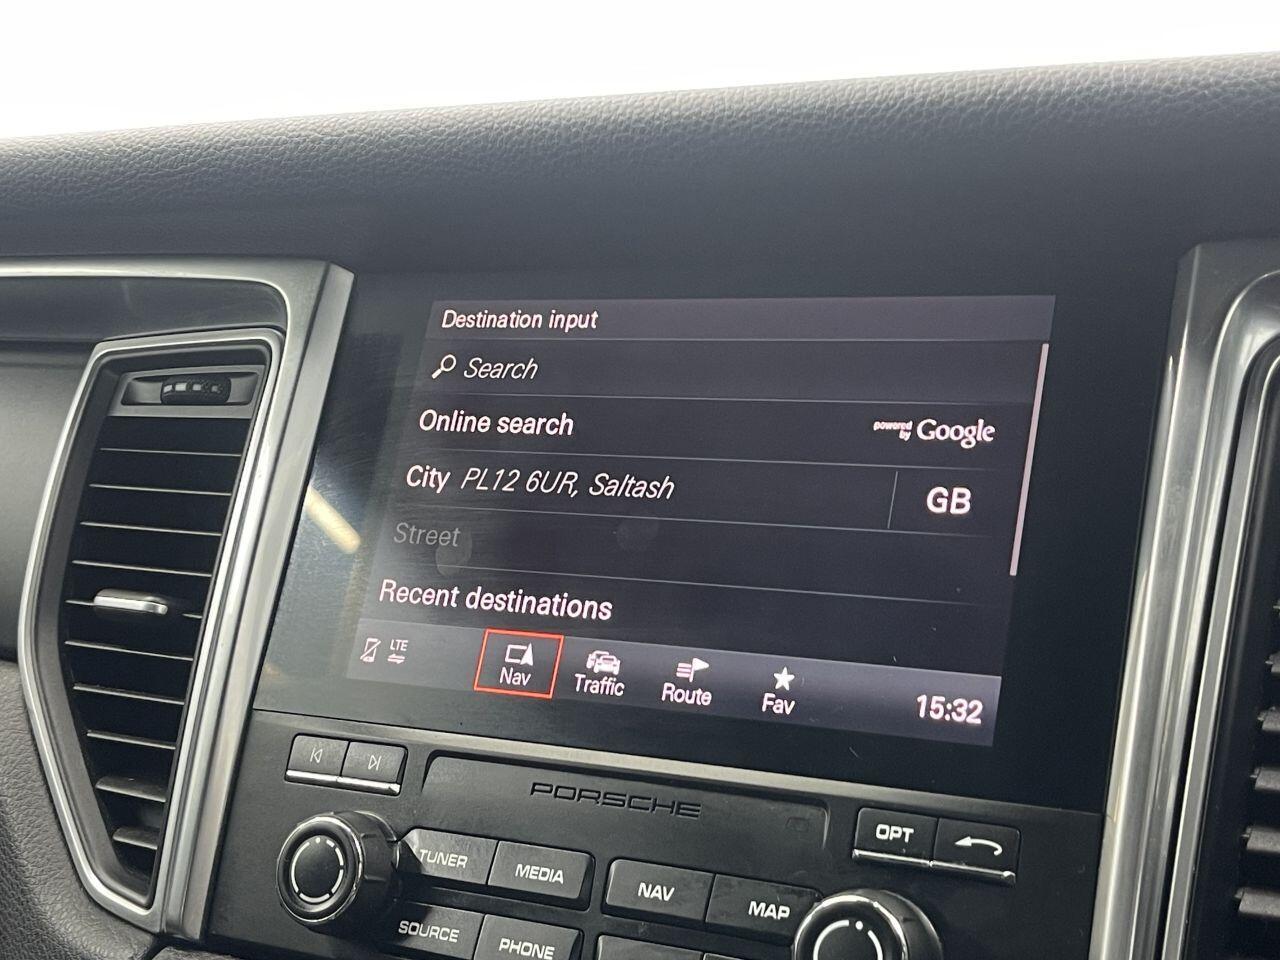 Destination input
Search
Online search powered by Google
City PL12 6UR, Saltash GB
Street
Recent destinations
LTE Nav Traffic Route Fav 15:32
PORSCHE
OPT
TUNER MEDIA NAV MAP
SOURCE PHONE